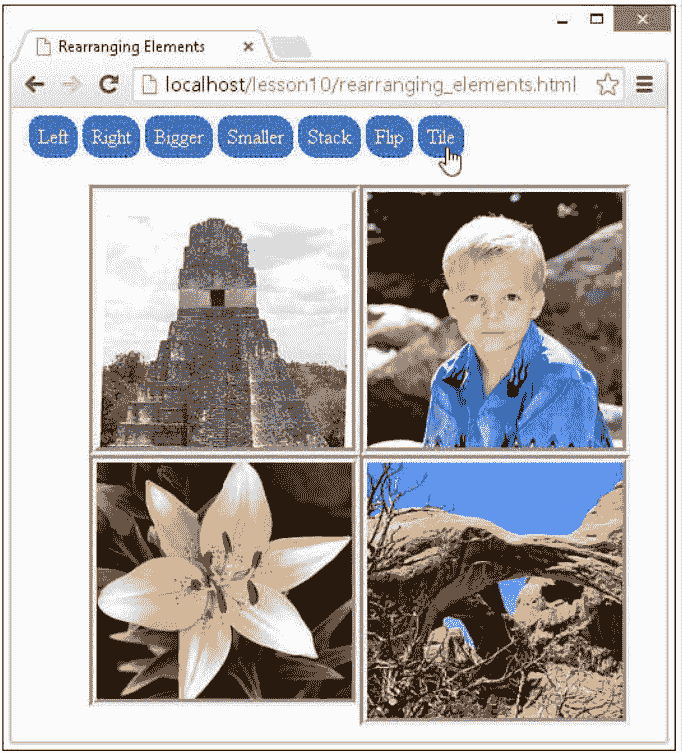 Rearranging Elements
localhost/lesson10/rearranging_elements.html
Left Right Bigger Smaller Stack Flip Tile